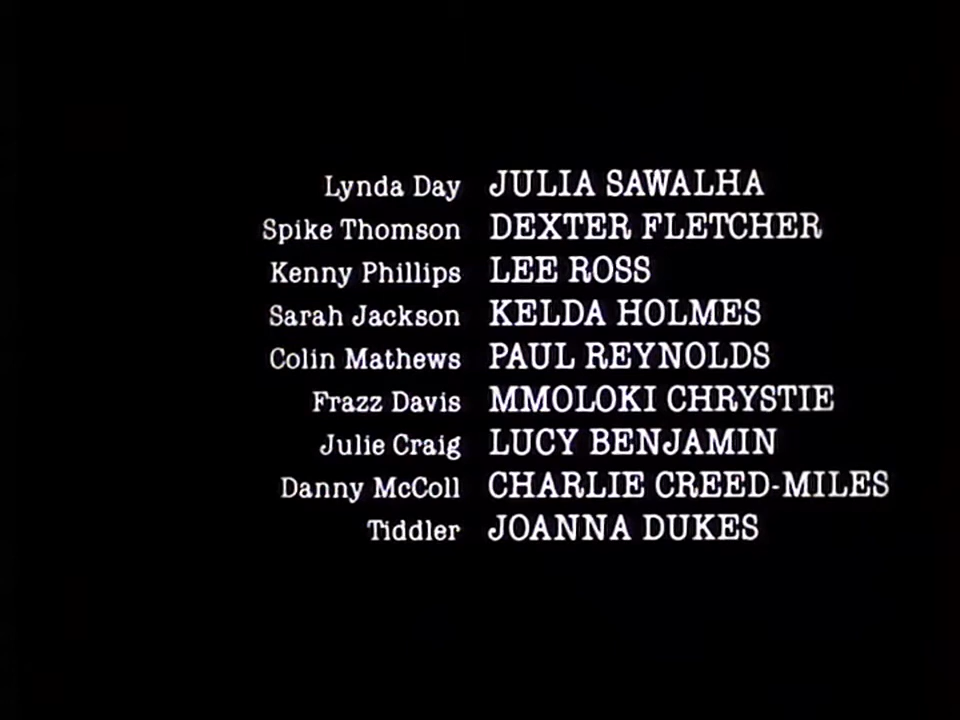 Lynda Day JULIA SAWALHA
Spike Thomson DEXTER FLETCHER
Kenny Phillips LEE ROSS
Sarah Jackson KELDA HOLMES
Colin Mathews PAUL REYNOLDS
Frazz Davis MMOLOKI CHRYSTIE
Julie Craig LUCY BENJAMIN
Danny McColl CHARLIE CREED-MILES
Tiddler JOANNA DUKES